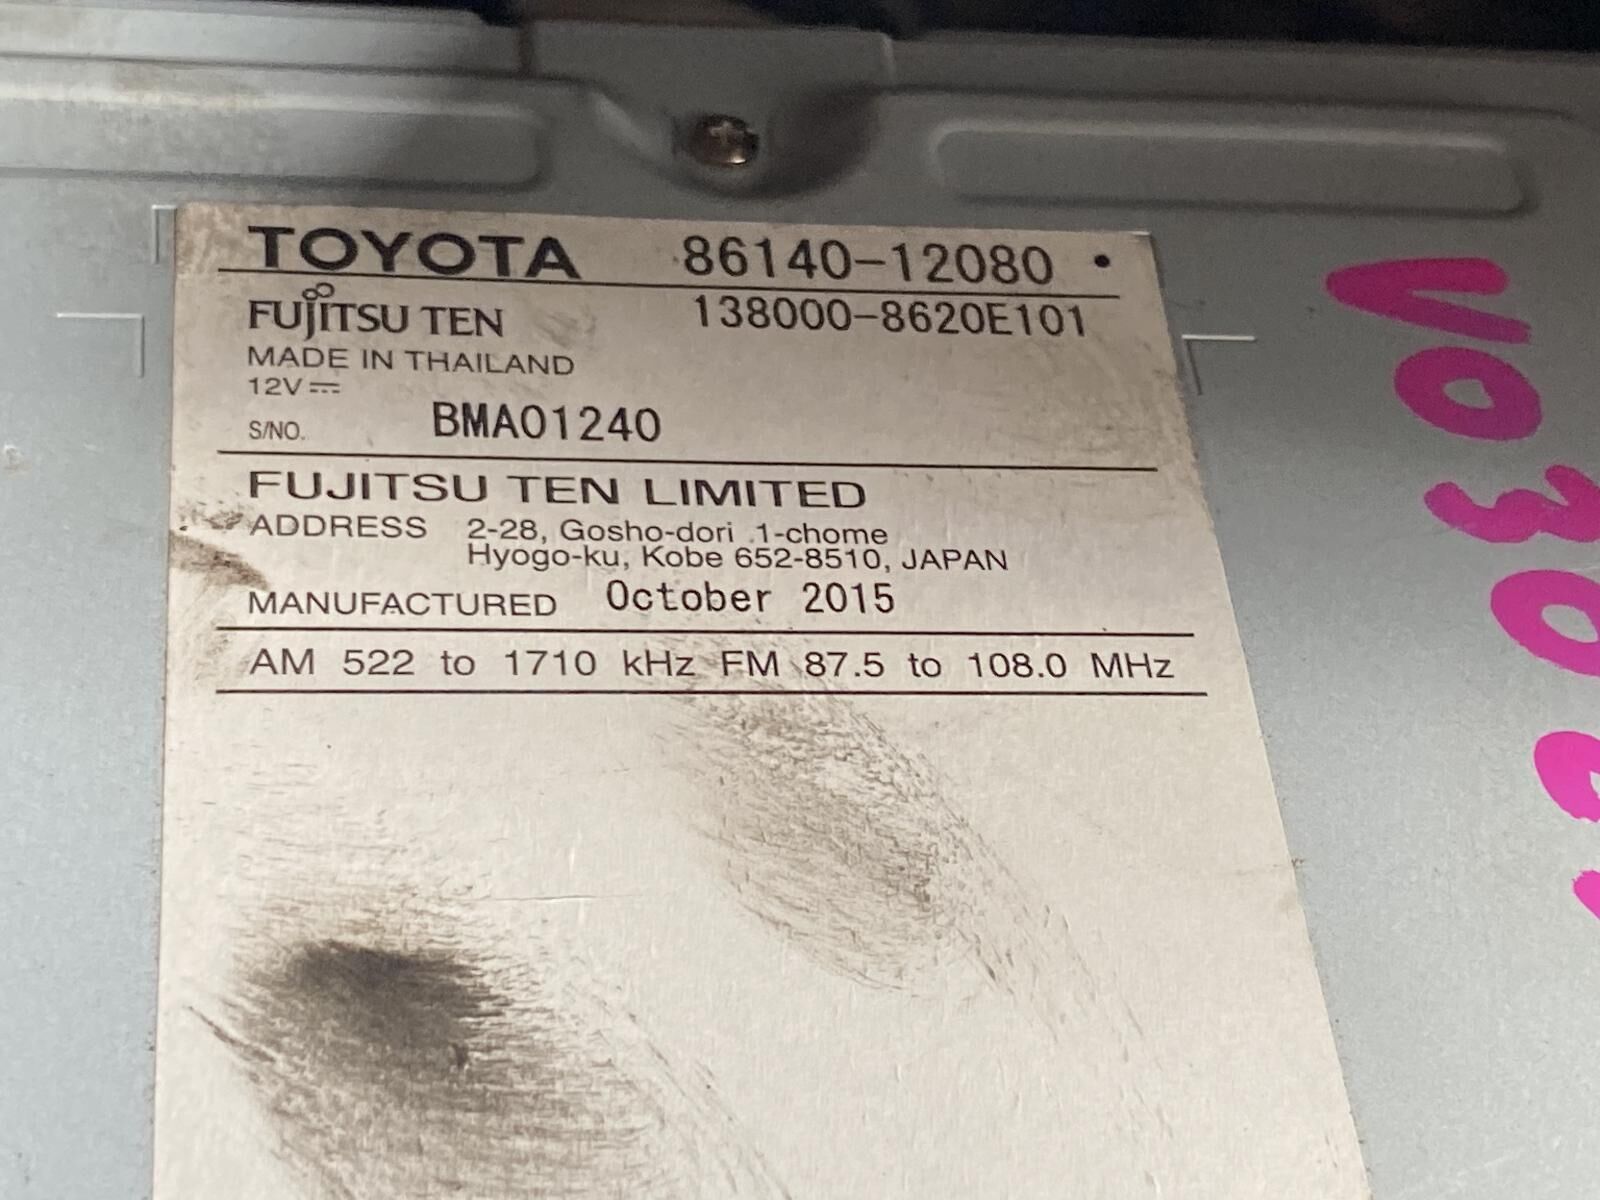 TOYOTA 86140-12080 •
FUJITSU TEN 138000-8620E101
MADE IN THAILAND
12V⎓
S/NO. BMA01240
FUJITSU TEN LIMITED
ADDRESS 2-28, Gosho-dori 1-chome
Hyogo-ku, Kobe 652-8510, JAPAN
MANUFACTURED October 2015
AM 522 to 1710 kHz FM 87.5 to 108.0 MHz
V030